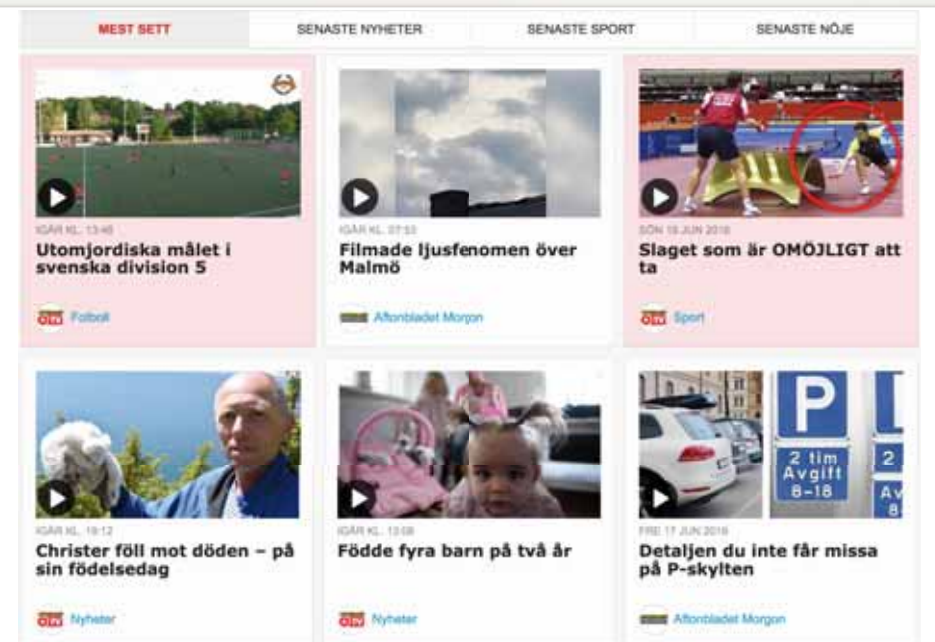 MEST SETT
SENASTE NYHETER
SENASTE SPORT
SENASTE NÖJE
IGÅR KL. 13:46
Utomjordiska målet i
svenska division 5
Fotboll
IGÅR KL. 07:53
Filmade ljusfenomen över
Malmö
Aftonbladet Morgon
SÖN 19 JUN 2016
Slaget som är OMÖJLIGT att
ta
Sport
P
2 tim
Avgift
8-18
2
Av
8
IGÅR KL. 19:12
Christer föll mot döden – på
sin födelsedag
Nyheter
IGÅR KL. 13:08
Födde fyra barn på två år
Nyheter
FRE 17 JUN 2016
Detaljen du inte får missa
på P-skylten
Aftonbladet Morgon